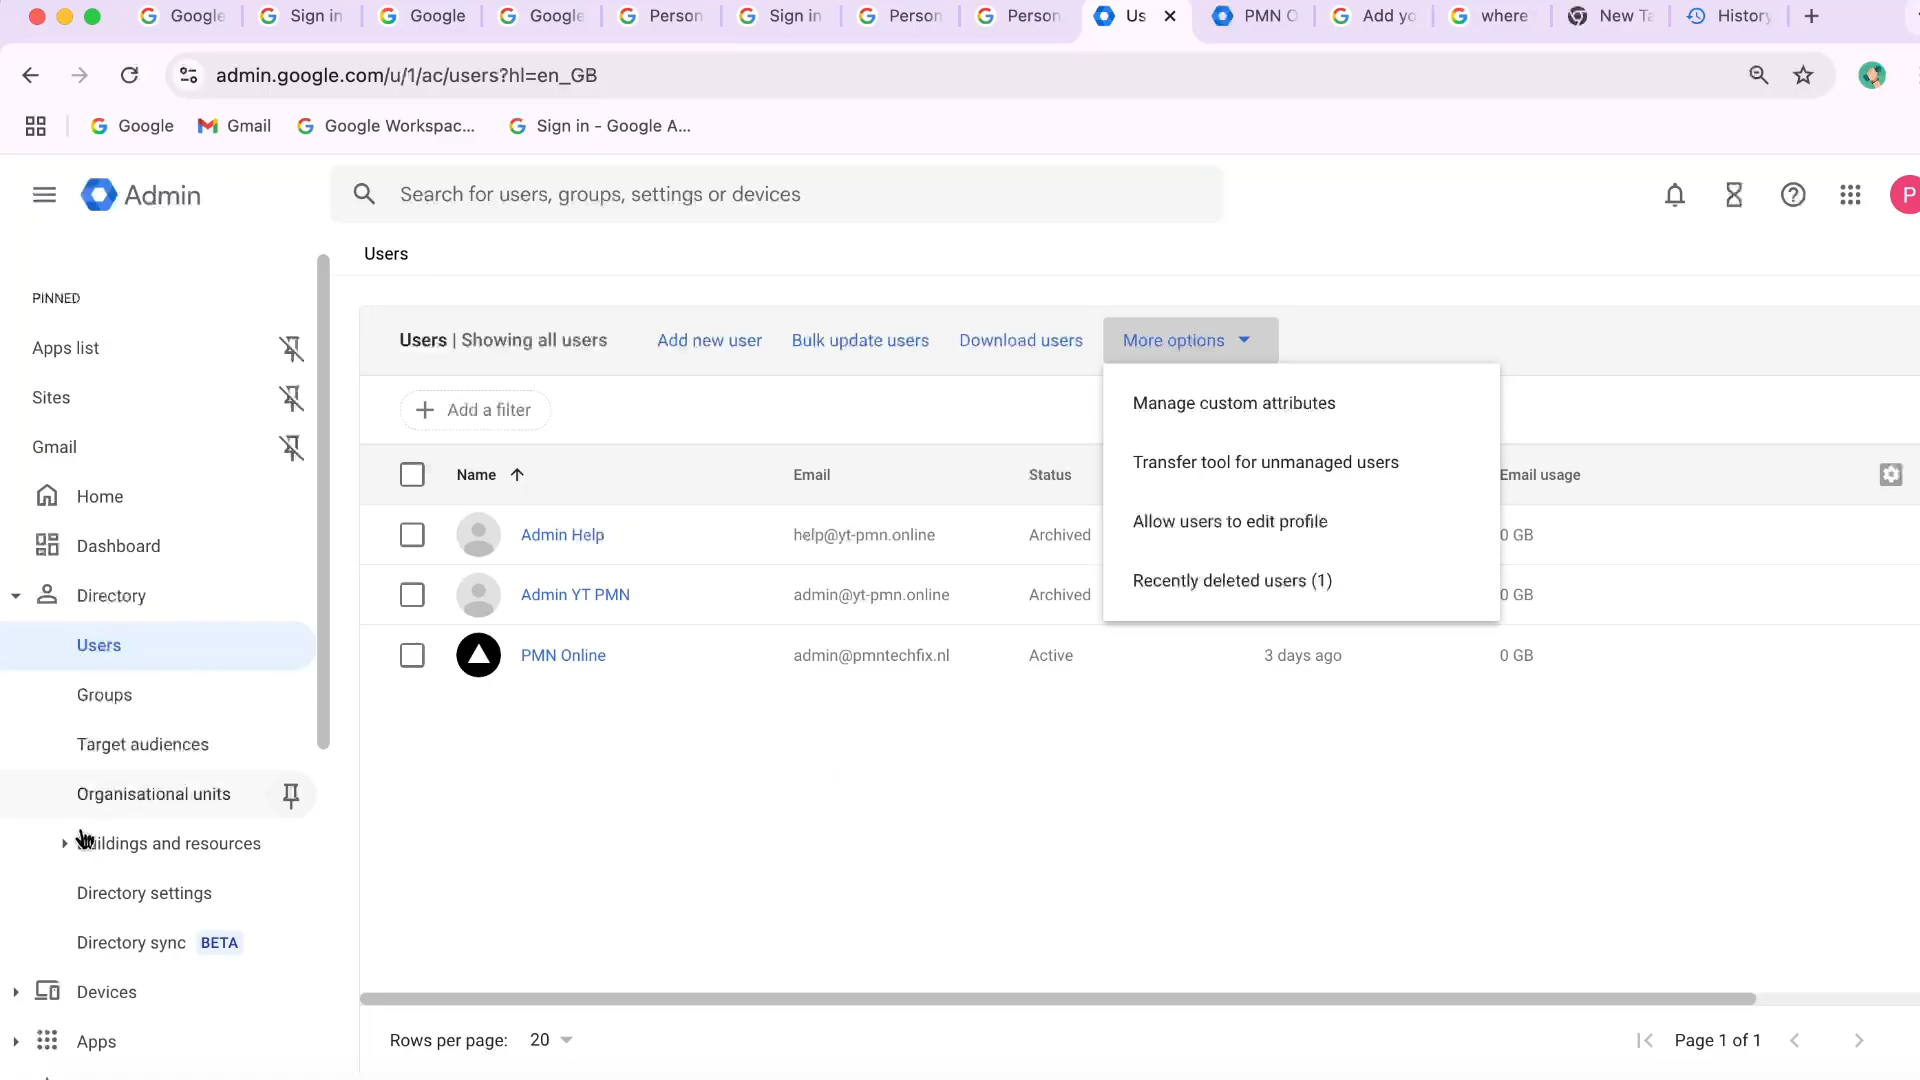 Google
Sign in
Google
Google
Person
Sign in
Person
Person
Us
PMN O
Add yo
where
New Ta
History
admin.google.com/u/1/ac/users?hl=en_GB
Google
Gmail
Google Workspac...
Sign in - Google A...
Admin
Search for users, groups, settings or devices
P
Users
PINNED
Apps list
Sites
Gmail
Home
Dashboard
Directory
Users
Groups
Target audiences
Organisational units
Buildings and resources
Directory settings
Directory sync BETA
Devices
Apps
Users | Showing all users
Add new user
Bulk update users
Download users
More options
Manage custom attributes
Transfer tool for unmanaged users
Allow users to edit profile
Recently deleted users (1)
Add a filter
Name Email Status Email usage
Admin Help help@yt-pmn.online Archived 0 GB
Admin YT PMN admin@yt-pmn.online Archived 0 GB
PMN Online admin@pmntechfix.nl Active 3 days ago 0 GB
Rows per page: 20
Page 1 of 1